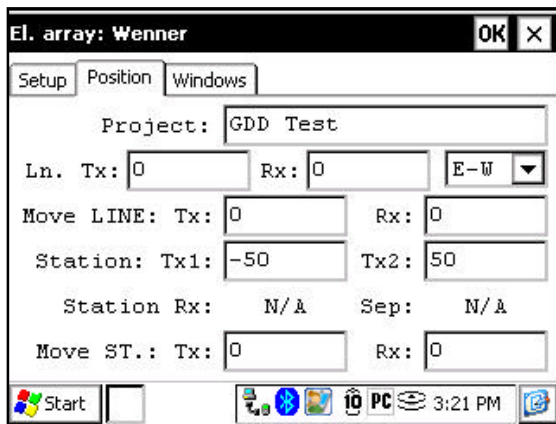 El. array: Wenner OK ×
Setup Position Windows
Project: GDD Test
Ln. Tx: 0 Rx: 0 E-W
Move LINE: Tx: 0 Rx: 0
Station: Tx1: -50 Tx2: 50
Station Rx: N/A Sep: N/A
Move ST.: Tx: 0 Rx: 0
Start PC 3:21 PM